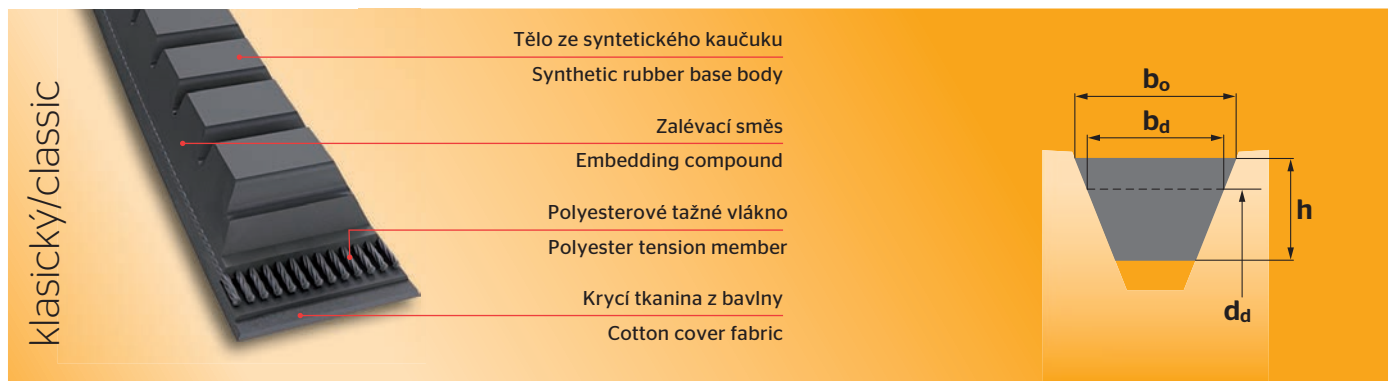 klasický/classic
Tělo ze syntetického kaučuku
Synthetic rubber base body
Zalévací směs
Embedding compound
Polyesterové tažné vlákno
Polyester tension member
Krycí tkanina z bavlny
Cotton cover fabric
bo
bd
h
dd